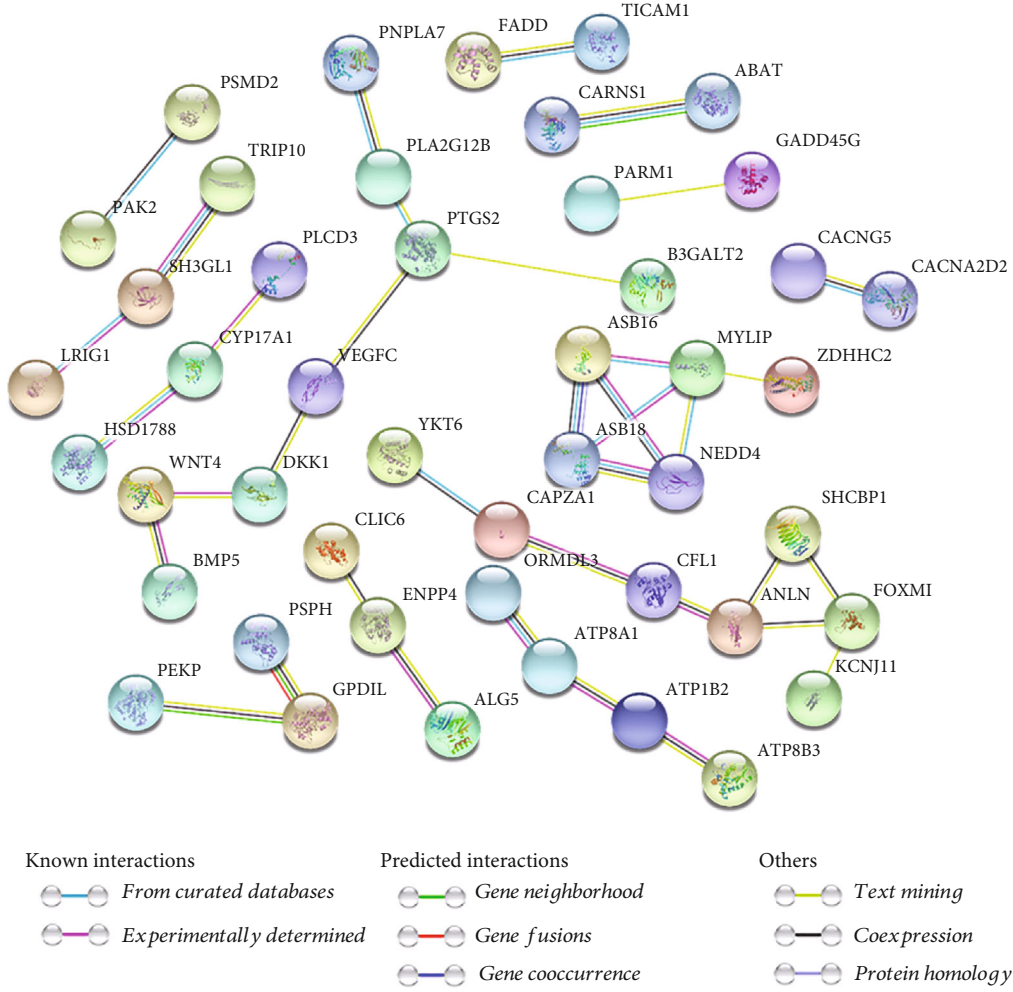 TICAM1
FADD
PNPLA7
ABAT
PSMD2
CARNS1
PLA2G12B
TRIP10
GADD45G
PARM1
PAK2
PTGS2
PLCD3
CACNG5
B3GALT2
SH3GL1
CACNA2D2
ASB16
CYP17A1
MYLIP
LRIG1
VEGFC
ZDHHC2
YKT6
HSD1788
ASB18
WNT4
DKK1
NEDD4
CAPZA1
SHCBP1
CLIC6
ORMDL3
CFL1
BMP5
ANLN
FOXMI
PSPH
ENPP4
ATP8A1
KCNJ11
PEKP
GPDIL
ALG5
ATP1B2
ATP8B3
Known interactions
From curated databases
Experimentally determined
Predicted interactions
Gene neighborhood
Gene fusions
Gene cooccurrence
Others
Text mining
Coexpression
Protein homology